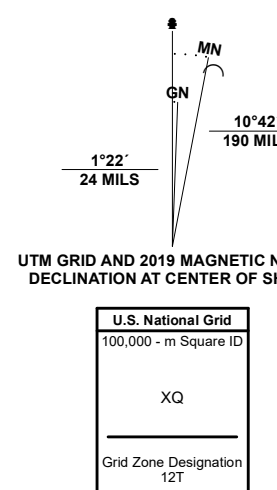 MN
GN
10°42
190 MIL
1°22´
24 MILS
UTM GRID AND 2019 MAGNETIC N
DECLINATION AT CENTER OF SH
U.S. National Grid
100,000 - m Square ID
XQ
Grid Zone Designation
12T